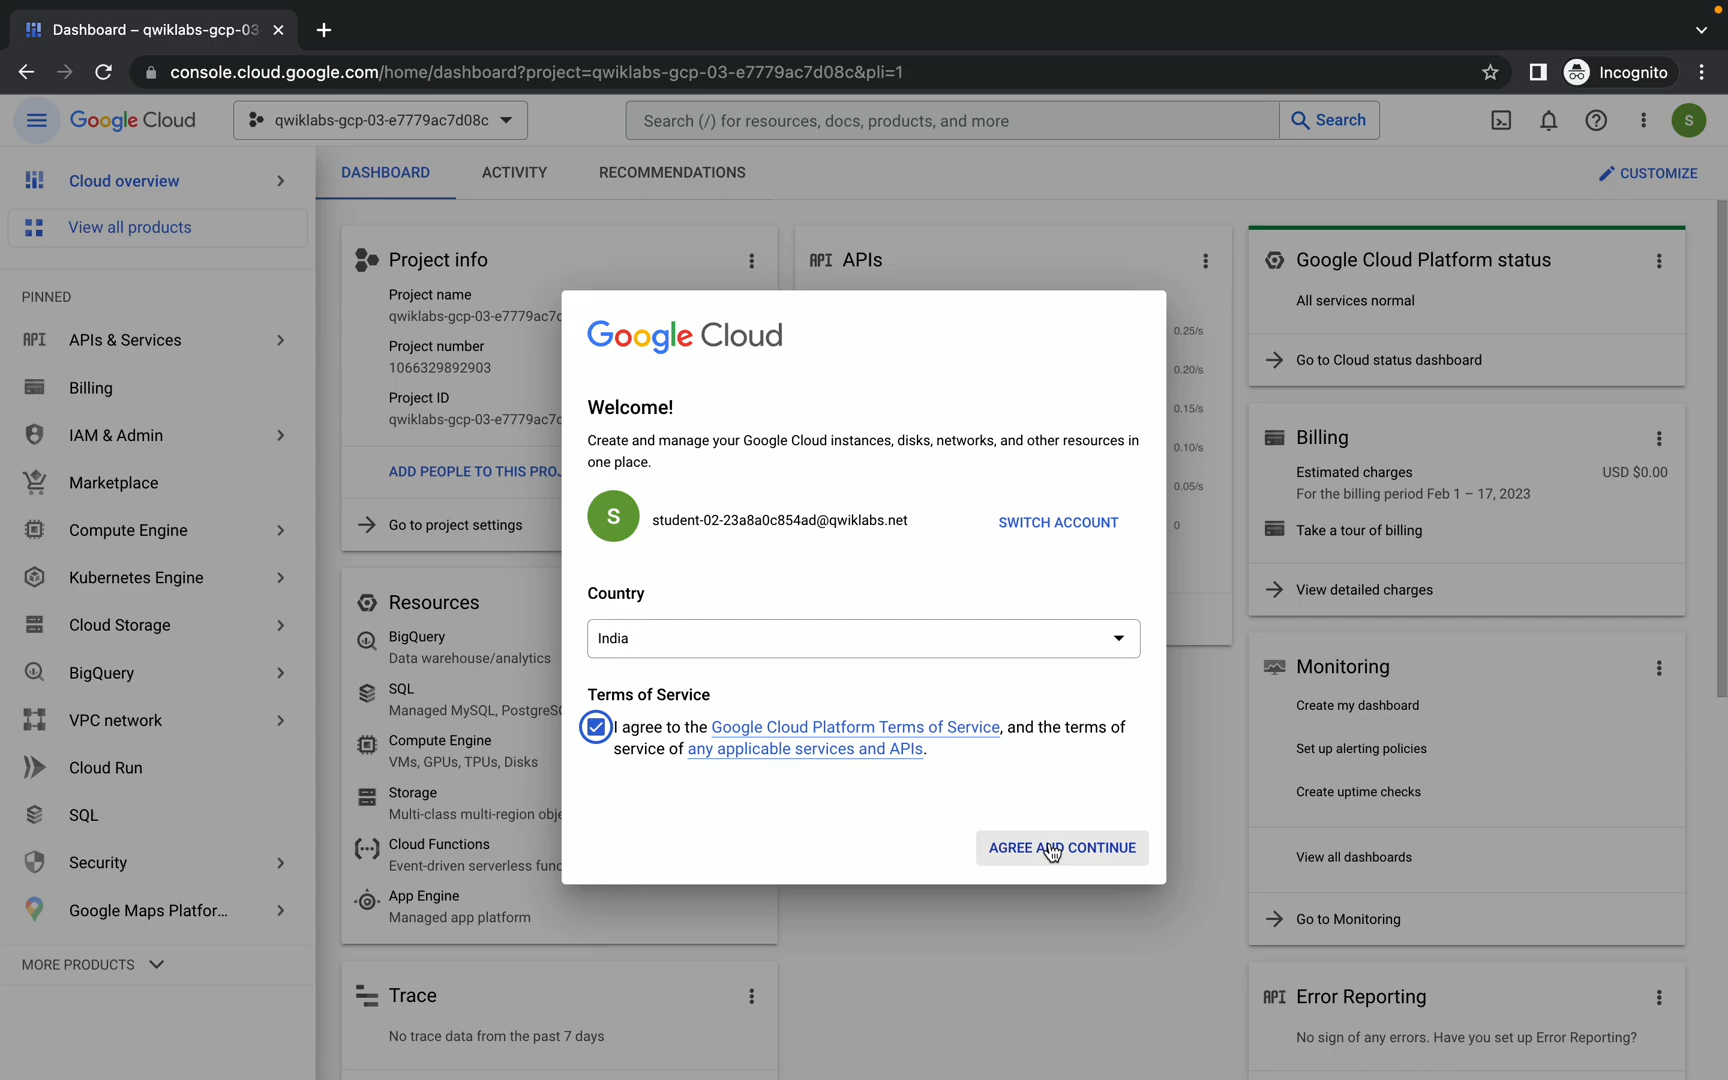 Dashboard – qwiklabs-gcp-03
console.cloud.google.com/home/dashboard?project=qwiklabs-gcp-03-e7779ac7d08c&pli=1
Incognito
Google Cloud
qwiklabs-gcp-03-e7779ac7d08c
Search (/) for resources, docs, products, and more
Search
S
Cloud overview
View all products
PINNED
API APIs & Services
Billing
IAM & Admin
Marketplace
Compute Engine
Kubernetes Engine
Cloud Storage
BigQuery
VPC network
Cloud Run
SQL
Security
Google Maps Platfor...
MORE PRODUCTS
DASHBOARD
ACTIVITY
RECOMMENDATIONS
CUSTOMIZE
Project info
Project name
qwiklabs-gcp-03-e7779ac7c
Project number
1066329892903
Project ID
qwiklabs-gcp-03-e7779ac7c
ADD PEOPLE TO THIS PROJ
Go to project settings
Resources
BigQuery
Data warehouse/analytics
SQL
Managed MySQL, PostgreS
Compute Engine
VMs, GPUs, TPUs, Disks
Storage
Multi-class multi-region obje
Cloud Functions
Event-driven serverless func
App Engine
Managed app platform
Trace
No trace data from the past 7 days
API APIs
0.25/s
0.20/s
0.15/s
0.10/s
0.05/s
0
Google Cloud
Welcome!
Create and manage your Google Cloud instances, disks, networks, and other resources in
one place.
S
student-02-23a8a0c854ad@qwiklabs.net
SWITCH ACCOUNT
Country
India
Terms of Service
I agree to the Google Cloud Platform Terms of Service, and the terms of
service of any applicable services and APIs.
AGREE AND CONTINUE
Google Cloud Platform status
All services normal
Go to Cloud status dashboard
Billing
Estimated charges
USD $0.00
For the billing period Feb 1 – 17, 2023
Take a tour of billing
View detailed charges
Monitoring
Create my dashboard
Set up alerting policies
Create uptime checks
View all dashboards
Go to Monitoring
API Error Reporting
No sign of any errors. Have you set up Error Reporting?